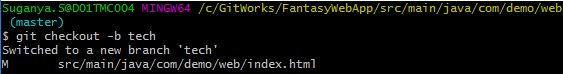 Suganya.S@DO1TMC004 MINGW64 /c/GitWorks/FantasyWebApp/src/main/java/com/demo/web
(master)
$ git checkout -b tech
Switched to a new branch 'tech'
M       src/main/java/com/demo/web/index.html